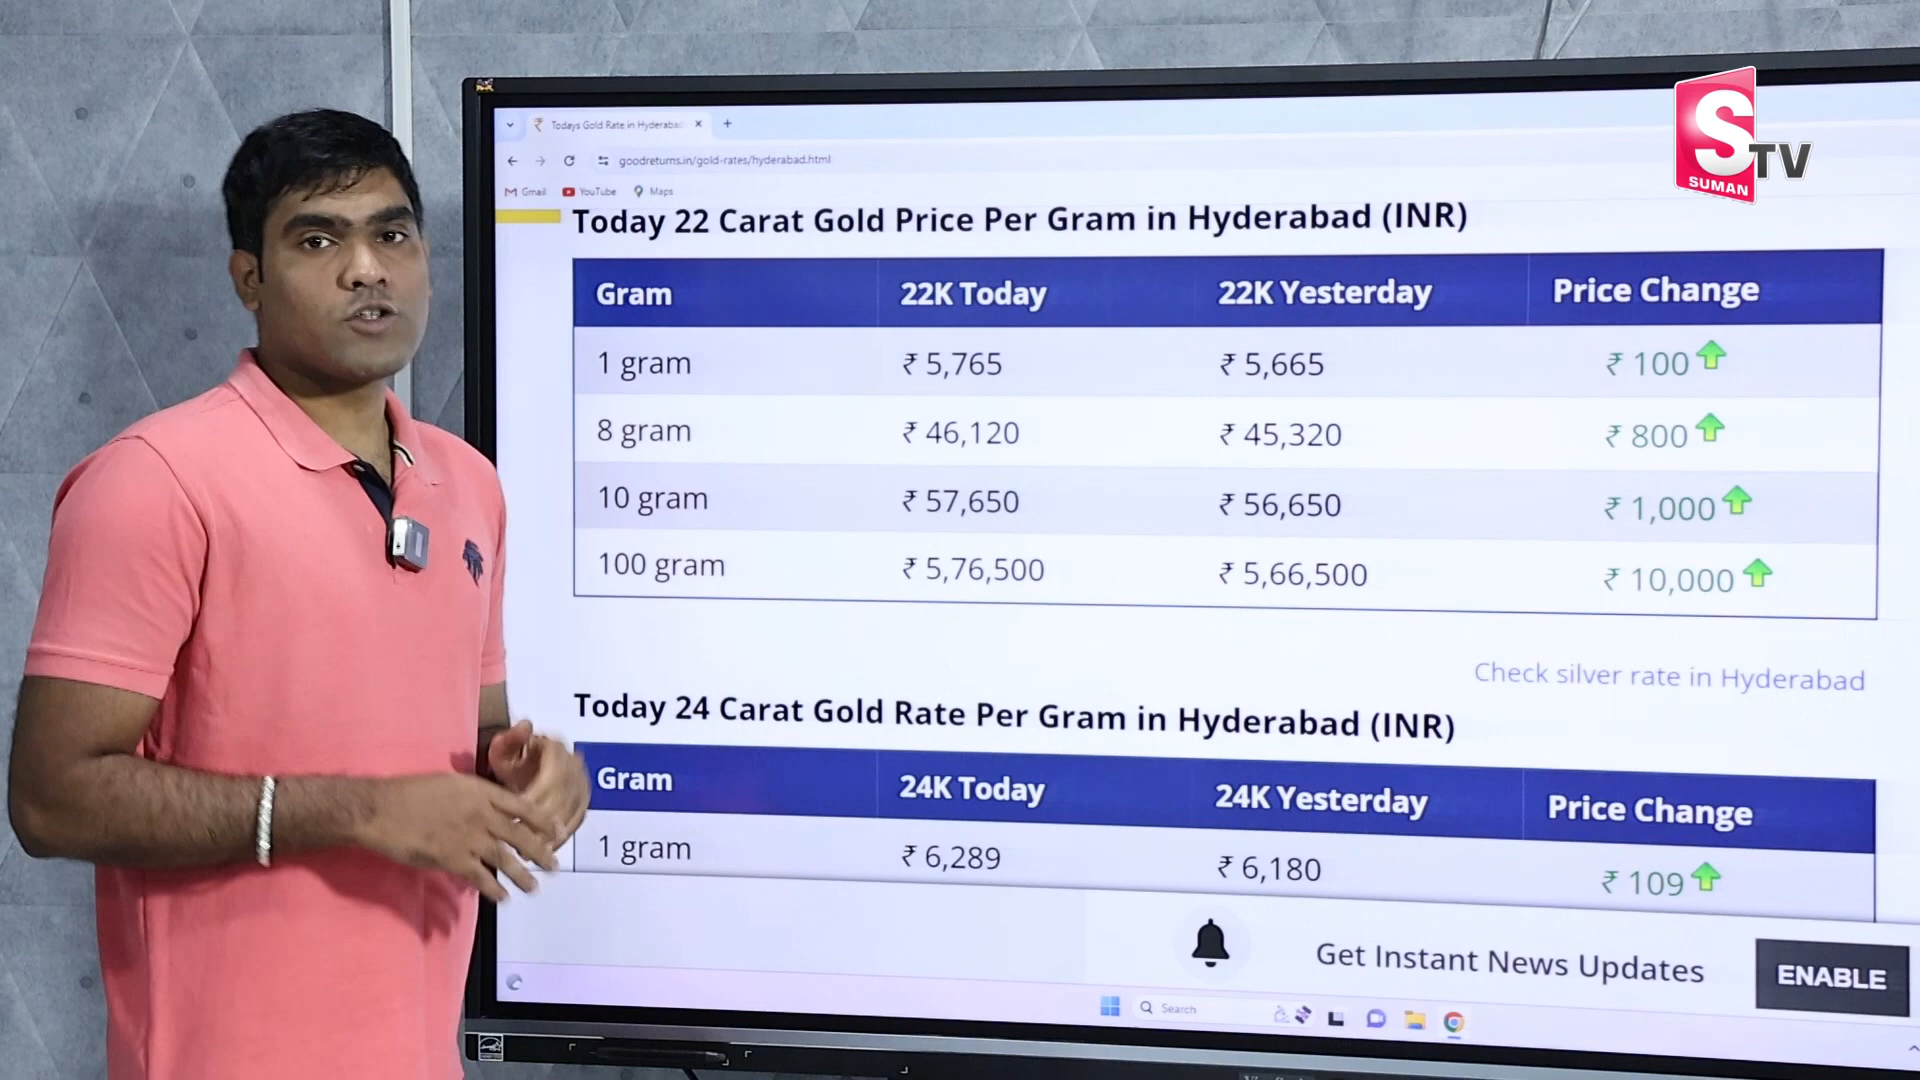 S TV
SUMAN
Todays Gold Rate in Hyderabad
goodreturns.in/gold-rates/hyderabad.html
Gmail YouTube Maps
Today 22 Carat Gold Price Per Gram in Hyderabad (INR)
Gram 22K Today 22K Yesterday Price Change
1 gram ₹ 5,765 ₹ 5,665 ₹ 100
8 gram ₹ 46,120 ₹ 45,320 ₹ 800
10 gram ₹ 57,650 ₹ 56,650 ₹ 1,000
100 gram ₹ 5,76,500 ₹ 5,66,500 ₹ 10,000
Check silver rate in Hyderabad
Today 24 Carat Gold Rate Per Gram in Hyderabad (INR)
Gram 24K Today 24K Yesterday Price Change
1 gram ₹ 6,289 ₹ 6,180 ₹ 109
Get Instant News Updates ENABLE
Search